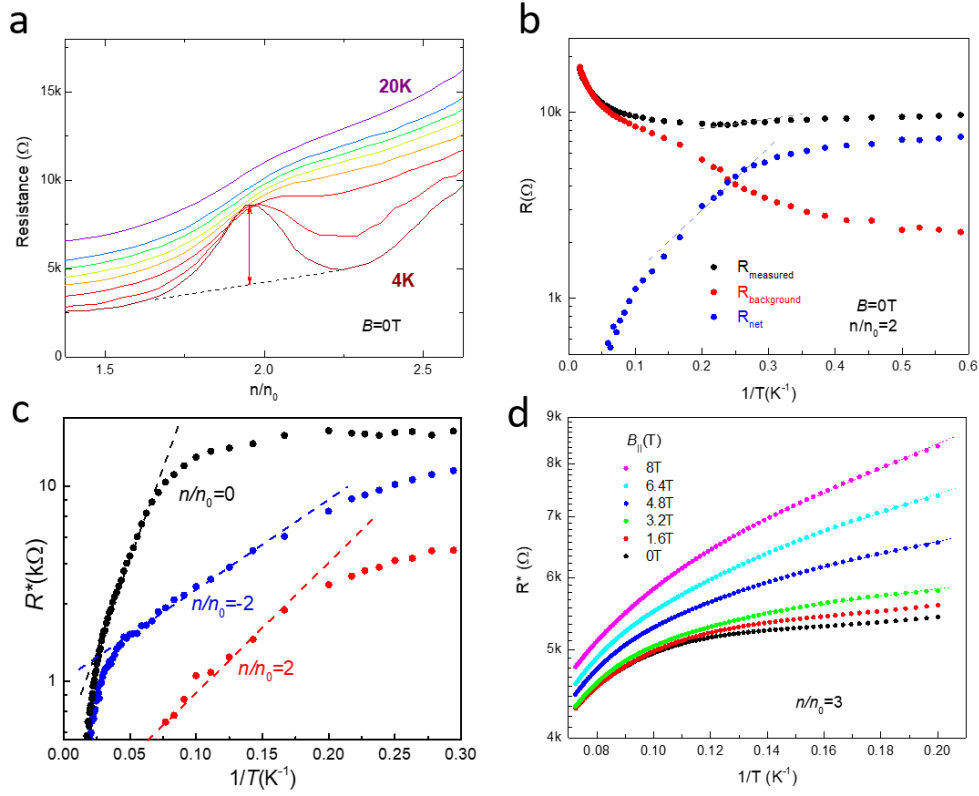 a
15k
10k
5k
0
Resistance (Ω)
20K
4K
B=0T
1.5
2.0
2.5
n/n0
b
10k
1k
R(Ω)
Rmeasured
Rbackground
Rnet
B=0T
n/n0=2
0.0
0.1
0.2
0.3
0.4
0.5
0.6
1/T(K-1)
c
10
1
R*(kΩ)
n/n0=0
n/n0=-2
n/n0=2
0.00
0.05
0.10
0.15
0.20
0.25
0.30
1/T(K-1)
d
9k
8k
7k
6k
5k
4k
R* (Ω)
B||(T)
8T
6.4T
4.8T
3.2T
1.6T
0T
n/n0=3
0.08
0.10
0.12
0.14
0.16
0.18
0.20
1/T (K-1)